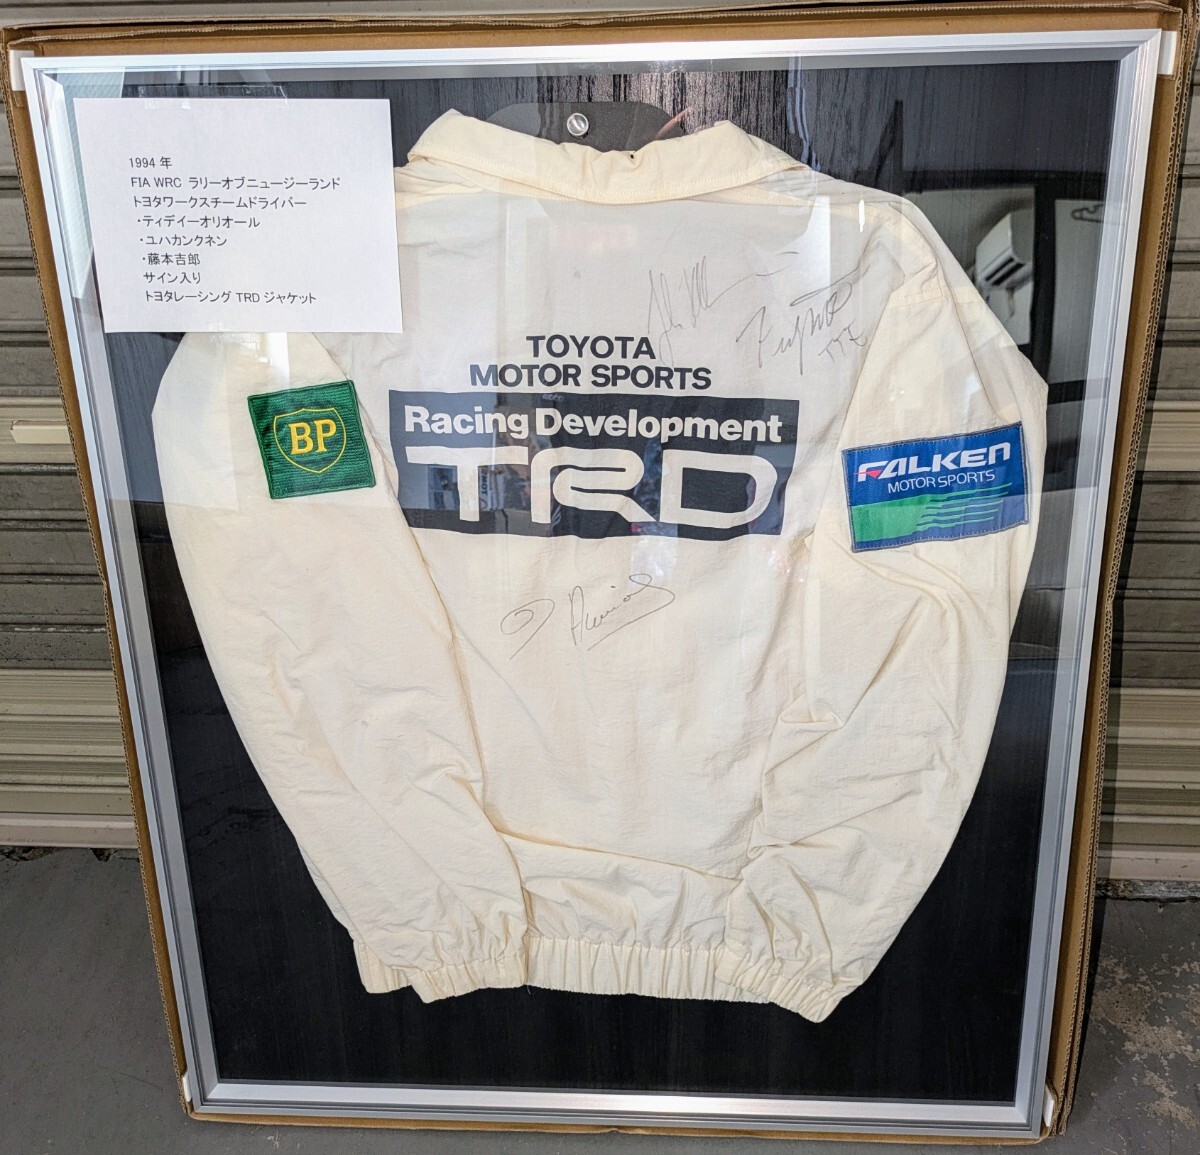 1994 年
FIA WRC ラリーオブニュージーランド
トヨタワークスチームドライバー
・ティデイーオリオール
・ユハカンクネン
・藤本吉郎
サイン入り
トヨタレーシング TRD ジャケット
TOYOTA
MOTOR SPORTS
Racing Development
TRD
BP
FALKEN
MOTOR SPORTS
TTE